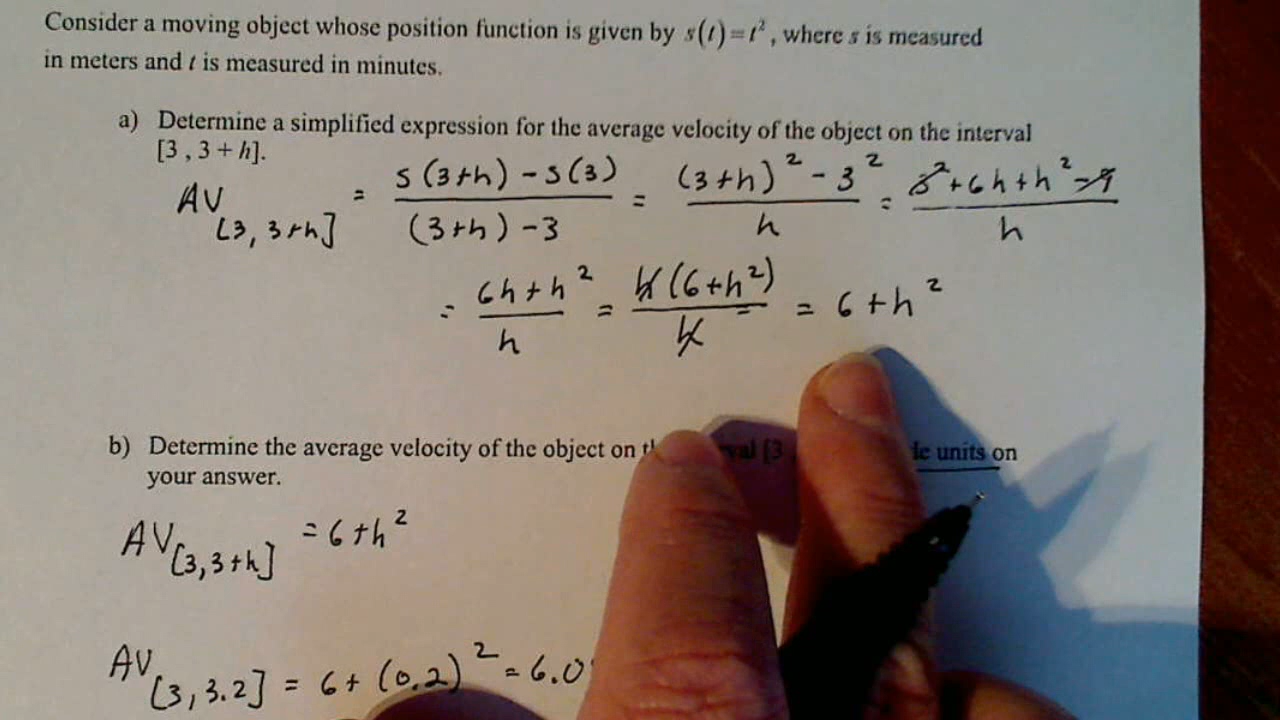 Consider a moving object whose position function is given by s(t)=t², where s is measured
in meters and t is measured in minutes.
a) Determine a simplified expression for the average velocity of the object on the interval
[3 , 3 + h].
AV [3, 3+h] = s(3+h) - s(3) / (3+h) - 3 = (3+h)² - 3² / h = 3² + 6h + h² - 9 / h
= 6h + h² / h = h(6+h²) / h = 6 + h²
b) Determine the average velocity of the object on [3 units on
your answer.
AV [3, 3+h] = 6 + h²
AV [3, 3.2] = 6 + (0.2)² = 6.0